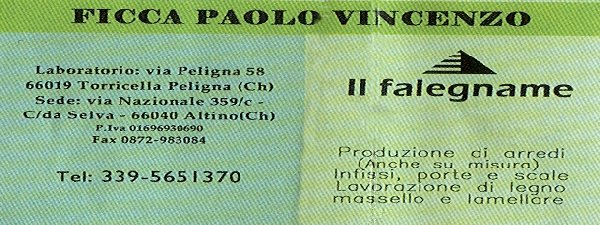 FICCA PAOLO VINCENZO
Laboratorio: via Peligna 58
66019 Torricella Peligna (Ch)
Sede: via Nazionale 359/c -
C/da Selva - 66040 Altino(Ch)
P.Iva 01696930690
Fax 0872-983084
Tel: 339-5651370
Il falegname
Produzione di arredi
(Anche su misura)
Infissi, porte e scale
Lavorazione di legno
massello e lamellare